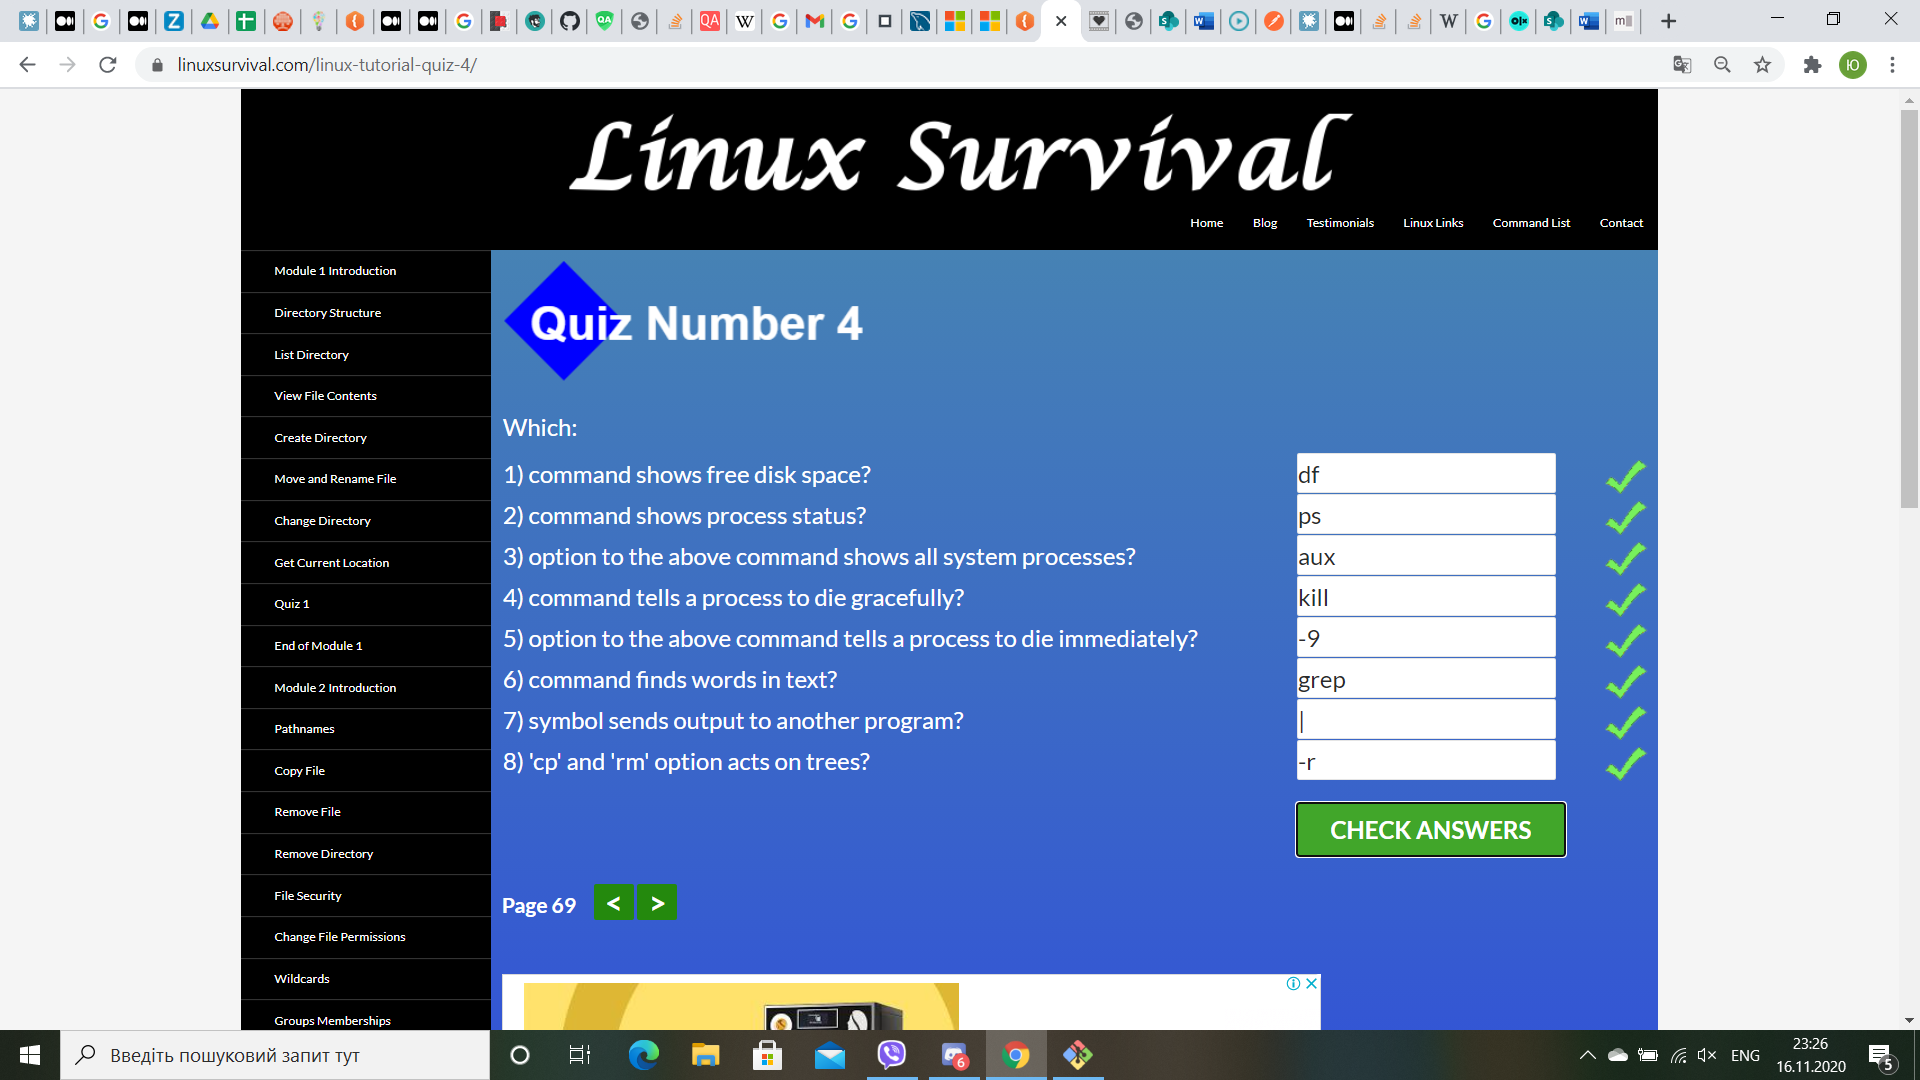 linuxsurvival.com/linux-tutorial-quiz-4/
Ю
Linux Survival
Home Blog Testimonials Linux Links Command List Contact
Module 1 Introduction
Directory Structure
List Directory
View File Contents
Create Directory
Move and Rename File
Change Directory
Get Current Location
Quiz 1
End of Module 1
Module 2 Introduction
Pathnames
Copy File
Remove File
Remove Directory
File Security
Change File Permissions
Wildcards
Groups Memberships
Quiz Number 4
Which:
1) command shows free disk space? df
2) command shows process status? ps
3) option to the above command shows all system processes? aux
4) command tells a process to die gracefully? kill
5) option to the above command tells a process to die immediately? -9
6) command finds words in text? grep
7) symbol sends output to another program? |
8) 'cp' and 'rm' option acts on trees? -r
CHECK ANSWERS
Page 69 < >
Введіть пошуковий запит тут
6
ENG
23:26
16.11.2020
5